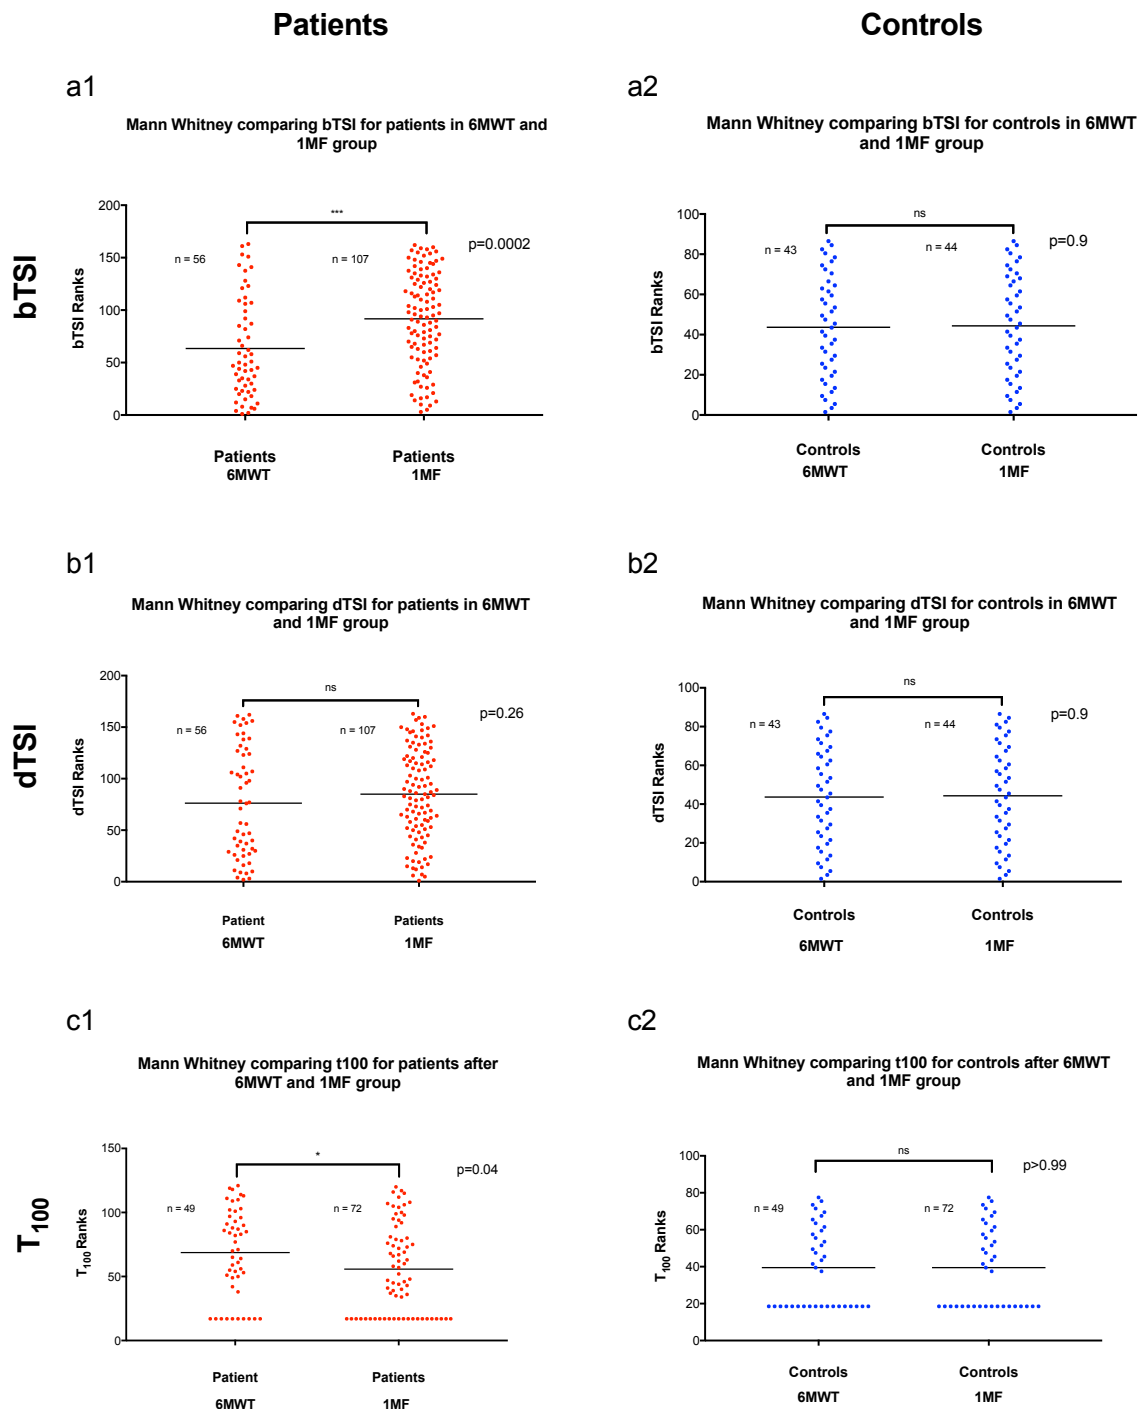 Patients
Controls
a1
Mann Whitney comparing bTSI for patients in 6MWT and
1MF group
bTSI
bTSI Ranks
200
150
100
50
0
***
n = 56
n = 107
p=0.0002
Patients
6MWT
Patients
1MF
a2
Mann Whitney comparing bTSI for controls in 6MWT
and 1MF group
bTSI Ranks
100
80
60
40
20
0
ns
n = 43
n = 44
p=0.9
Controls
6MWT
Controls
1MF
b1
Mann Whitney comparing dTSI for patients in 6MWT
and 1MF group
dTSI
dTSI Ranks
200
150
100
50
0
ns
n = 56
n = 107
p=0.26
Patient
6MWT
Patients
1MF
b2
Mann Whitney comparing dTSI for controls in 6MWT
and 1MF group
dTSI Ranks
100
80
60
40
20
0
ns
n = 43
n = 44
p=0.9
Controls
6MWT
Controls
1MF
c1
Mann Whitney comparing t100 for patients after
6MWT and 1MF group
T100
T100 Ranks
150
100
50
0
*
n = 49
n = 72
p=0.04
Patient
6MWT
Patients
1MF
c2
Mann Whitney comparing t100 for controls after 6MWT
and 1MF group
T100 Ranks
100
80
60
40
20
0
ns
n = 49
n = 72
p>0.99
Controls
6MWT
Controls
1MF